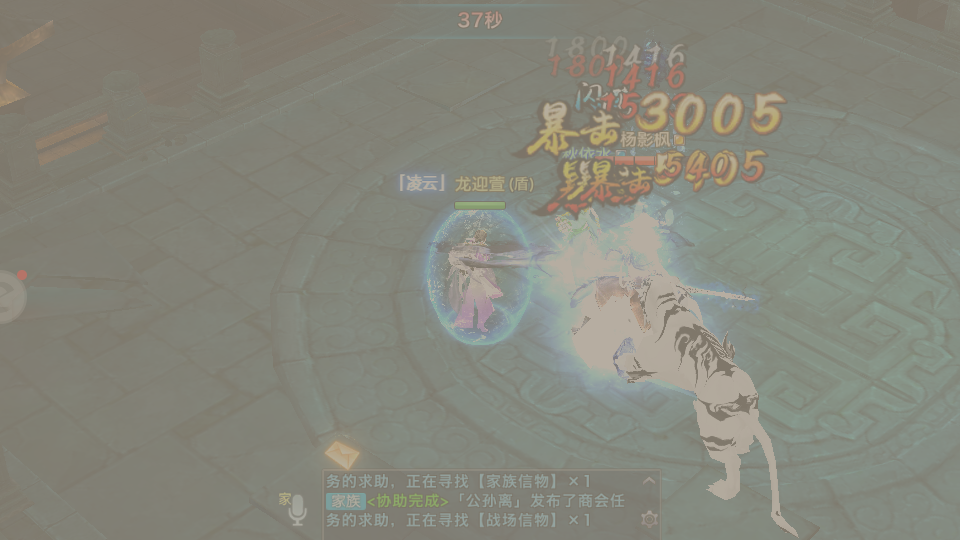 37秒
1800
1416
1800
1416
暴击3005
杨影枫
「凌云」 龙迎萱 (盾)
暴击5405
务的求助,正在寻找【家族信物】×1
家族 <协助完成> 「公孙离」发布了商会任
家
务的求助,正在寻找【战场信物】×1